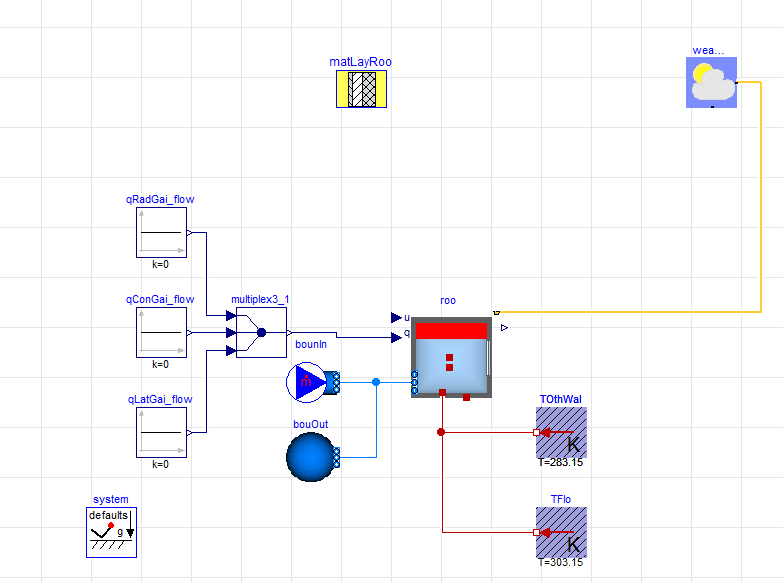 wea...
matLayRoo
qRadGai_flow
k=0
qConGai_flow
k=0
multiplex3_1
roo
u
q
bounIn
ṁ
qLatGai_flow
k=0
bouOut
TOthWal
K
T=283.15
system
defaults
g
TFlo
K
T=303.15